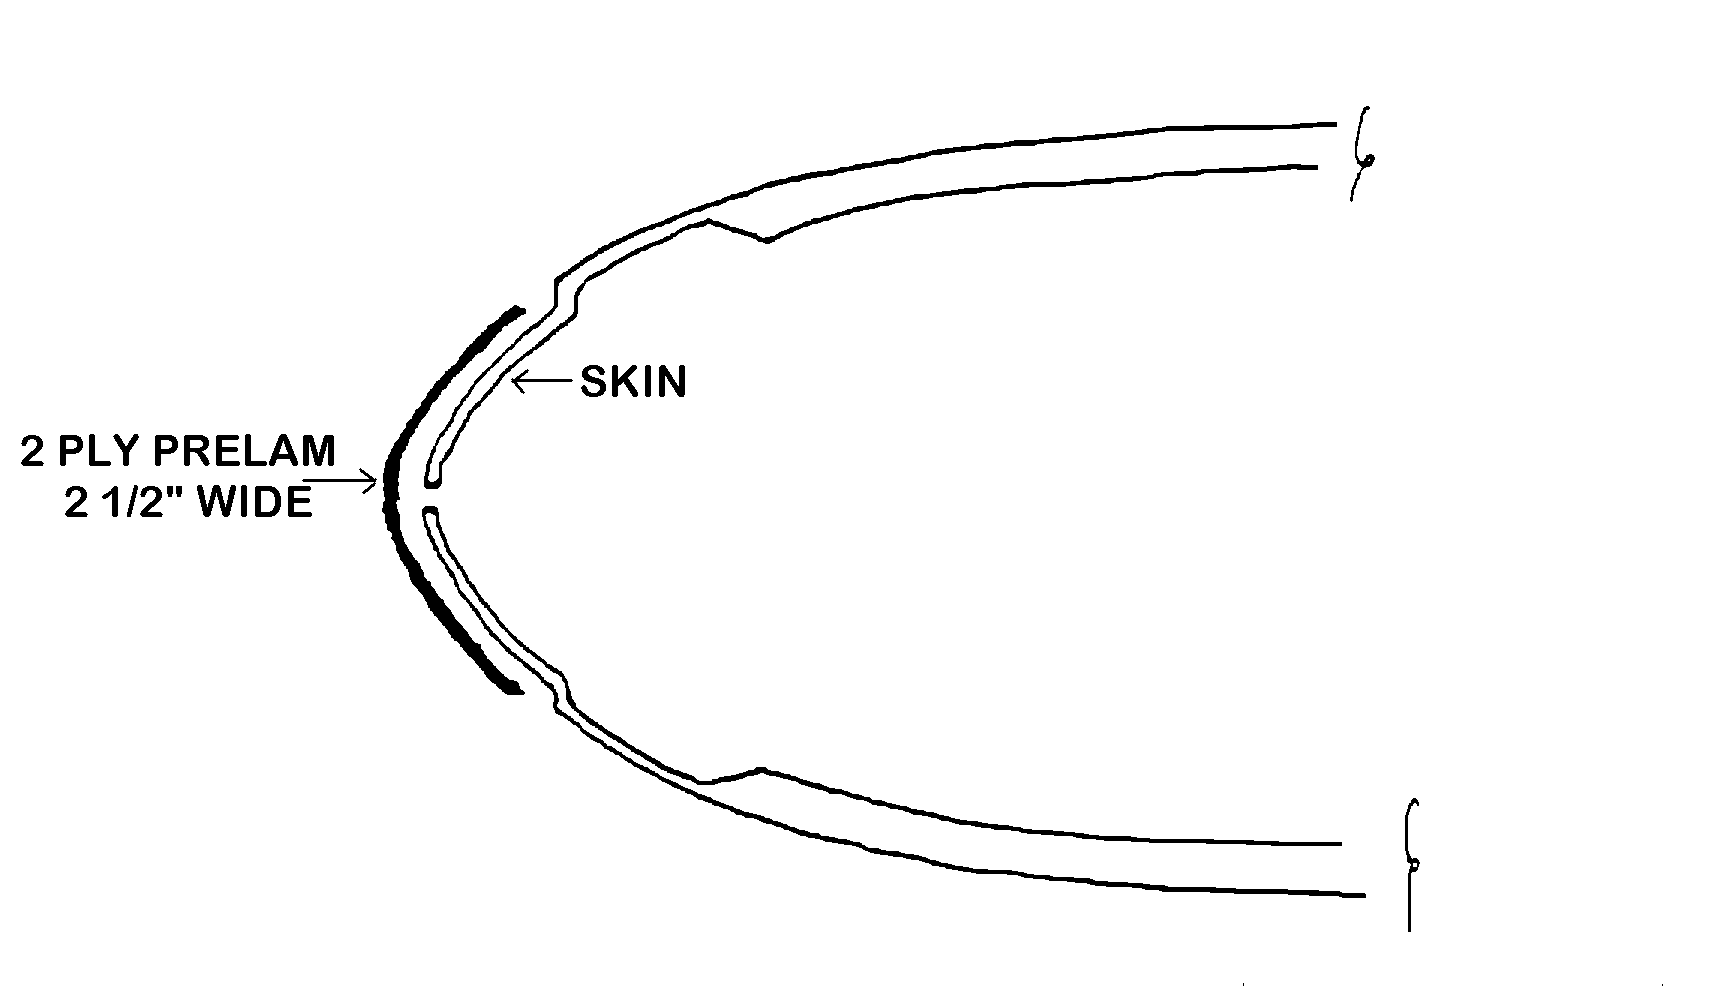 SKIN
2 PLY PRELAM
2 1/2" WIDE